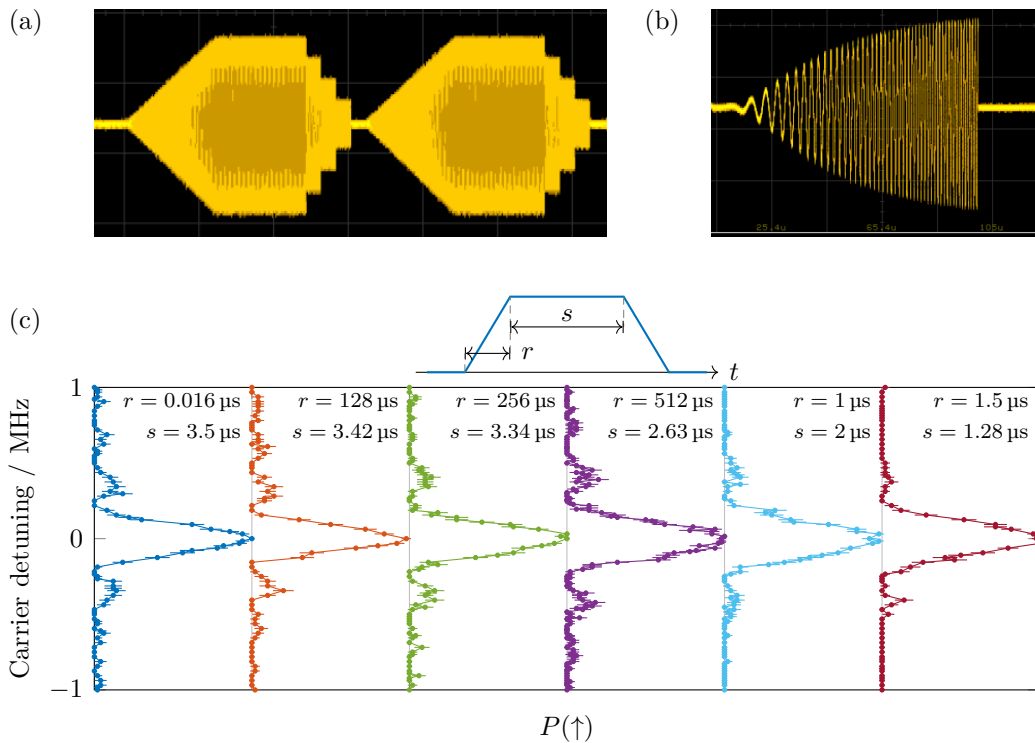 (a)
(b)
25.4u 65.4u 105u
(c)
s
r
t
1
r = 0.016 µs r = 128 µs r = 256 µs r = 512 µs r = 1 µs r = 1.5 µs
s = 3.5 µs s = 3.42 µs s = 3.34 µs s = 2.63 µs s = 2 µs s = 1.28 µs
0
−1
Carrier detuning / MHz
P(↑)